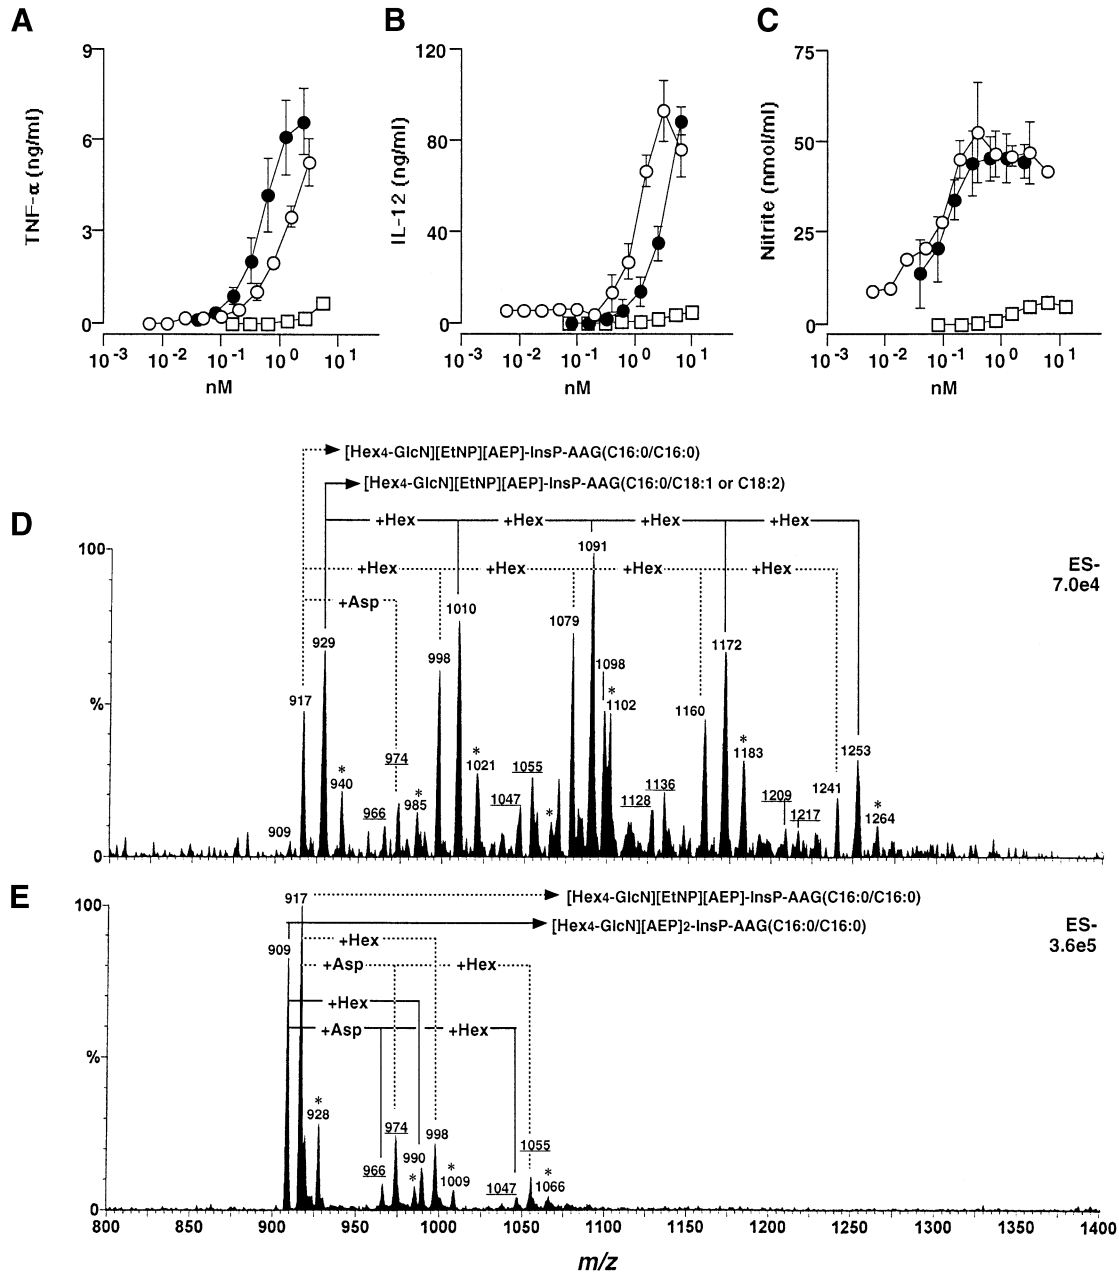 A
B
C
9
6
3
0
TNF-α (ng/ml)
10-3 10-2 10-1 100 101
nM
120
80
40
0
IL-12 (ng/ml)
10-3 10-2 10-1 100 101
nM
75
50
25
0
Nitrite (nmol/ml)
10-3 10-2 10-1 100 101
nM
[Hex4-GlcN][EtNP][AEP]-InsP-AAG(C16:0/C16:0)
[Hex4-GlcN][EtNP][AEP]-InsP-AAG(C16:0/C18:1 or C18:2)
D
+Hex +Hex +Hex +Hex
100
1091
ES-
7.0e4
+Hex +Hex +Hex +Hex
+Asp
1010
1079
929
998
1172
1098
917
*
1102
1160
%
974
*
1021
1055
*
1183
1253
*
940
966
*
985
1047
*
1128
1136
1209
1217
1241
*
1264
909
0
E
917
[Hex4-GlcN][EtNP][AEP]-InsP-AAG(C16:0/C16:0)
100
[Hex4-GlcN][AEP]2-InsP-AAG(C16:0/C16:0)
ES-
3.6e5
909
+Hex
+Asp +Hex
+Hex
+Asp +Hex
%
*
928
974
998
1055
966
990
*
*
1009
1047
*
1066
0
800 850 900 950 1000 1050 1100 1150 1200 1250 1300 1350 1400
m/z